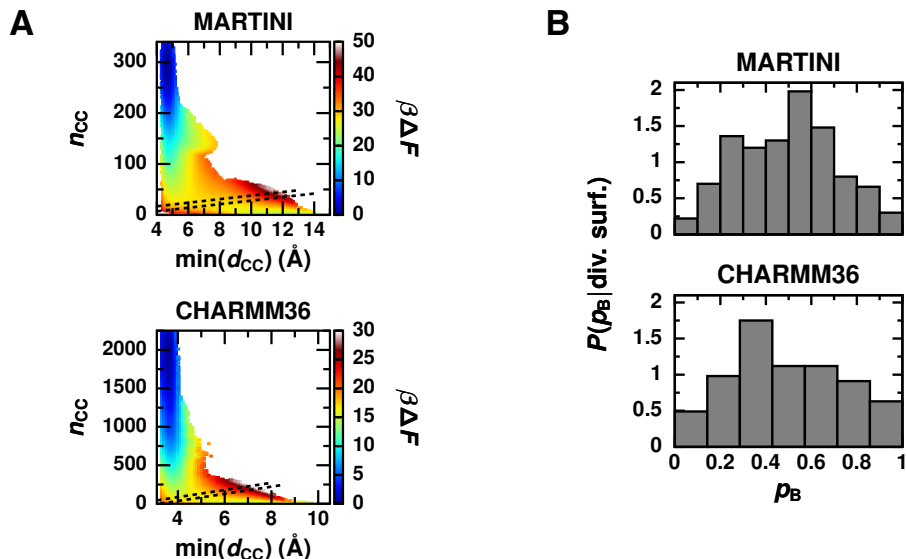 A
MARTINI
300
200
100
0
n_CC
4 6 8 10 12 14
min(d_CC) (Å)
50
40
30
20
10
0
βΔF
CHARMM36
2000
1500
1000
500
0
n_CC
4 6 8 10
min(d_CC) (Å)
30
25
20
15
10
5
0
βΔF
B
MARTINI
2
1.5
1
0.5
0
CHARMM36
2
1.5
1
0.5
0
P(p_B|div. surf.)
0 0.2 0.4 0.6 0.8 1
p_B